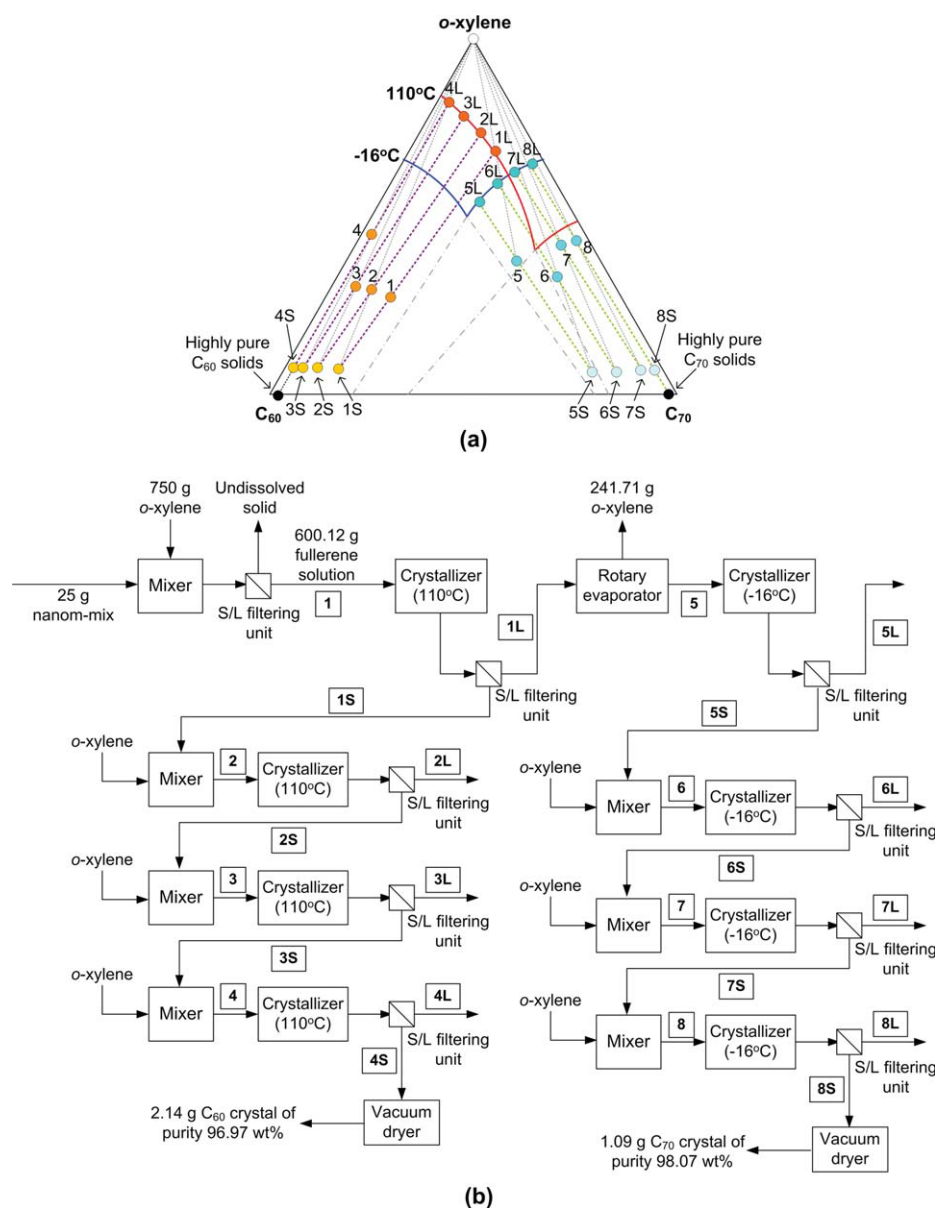 o-xylene
110°C
4L
3L
2L
1L
-16°C
8L
7L
6L
5L
4
8
7
5
6
3
2
1
4S
8S
Highly pure
C60 solids
Highly pure
C70 solids
C60
3S
2S
1S
5S
6S
7S
C70
(a)
750 g
o-xylene
Undissolved
solid
241.71 g
o-xylene
600.12 g
fullerene
solution
Mixer
Crystallizer
(110°C)
Rotary
evaporator
Crystallizer
(-16°C)
25 g
nanom-mix
S/L filtering
unit
1
1L
5
5L
S/L filtering
unit
S/L filtering
unit
1S
5S
o-xylene
Mixer
2
Crystallizer
(110°C)
2L
S/L filtering
unit
o-xylene
Mixer
6
Crystallizer
(-16°C)
6L
S/L filtering
unit
2S
6S
o-xylene
Mixer
3
Crystallizer
(110°C)
3L
S/L filtering
unit
o-xylene
Mixer
7
Crystallizer
(-16°C)
7L
S/L filtering
unit
3S
7S
o-xylene
Mixer
4
Crystallizer
(110°C)
4L
S/L filtering
unit
o-xylene
Mixer
8
Crystallizer
(-16°C)
8L
S/L filtering
unit
4S
8S
2.14 g C60 crystal of
purity 96.97 wt%
Vacuum
dryer
1.09 g C70 crystal of
purity 98.07 wt%
Vacuum
dryer
(b)